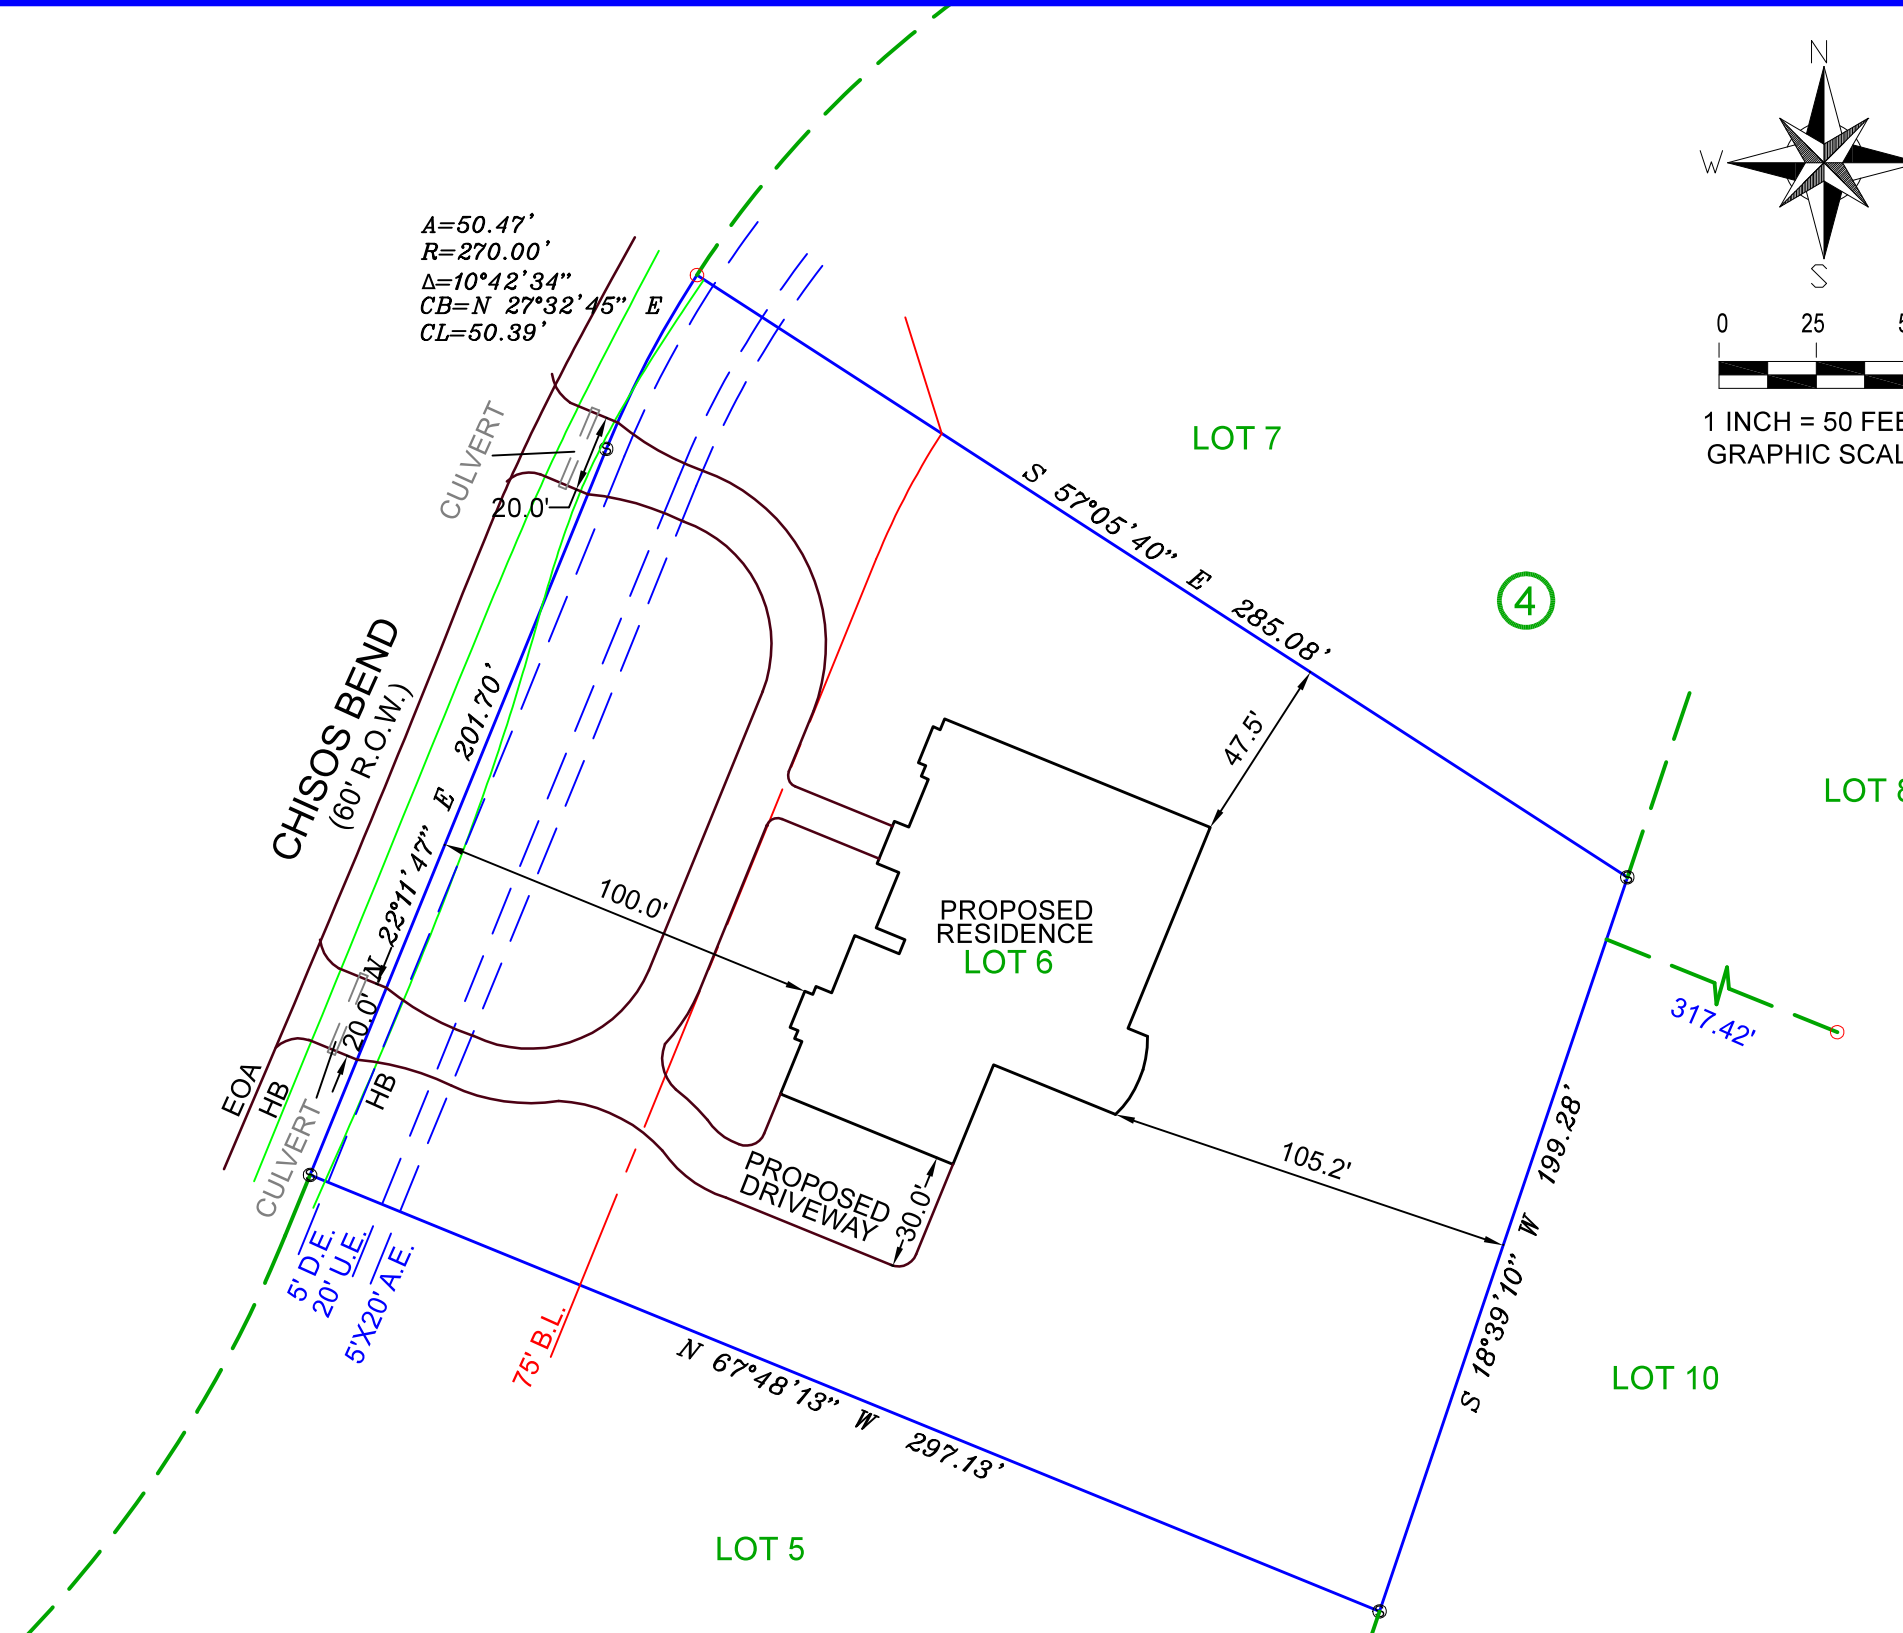 N
W
S
0 25
1 INCH = 50 FEE
GRAPHIC SCAL
A=50.47'
R=270.00'
Δ=10°42'34"
CB=N 27°32'45" E
CL=50.39'
LOT 7
CULVERT
20.0'
S 57°05'40" E 285.08'
4
CHISOS BEND
(60' R.O.W.)
N 22°11'47" E 201.70'
47.5'
LOT 8
100.0'
PROPOSED
RESIDENCE
LOT 6
317.42'
20.0'
EOA
HB
HB
CULVERT
105.2'
S 18°39'10" W 199.28'
PROPOSED
DRIVEWAY
30.0'
5' D.E.
20' U.E.
5'X20' A.E.
75' B.L.
N 67°48'13" W 297.13'
LOT 10
LOT 5